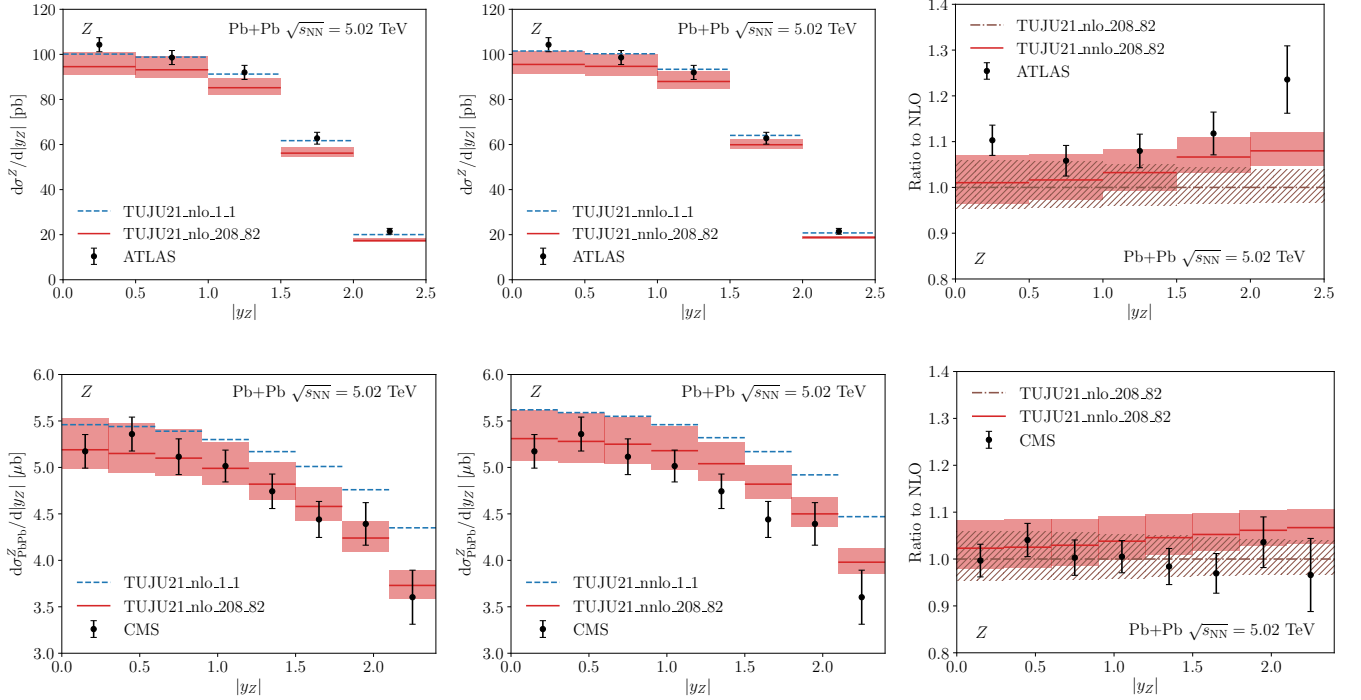 Z
Pb+Pb √sNN = 5.02 TeV
dσ^Z/d|yZ| [pb]
120
100
80
60
40
20
0
TUJU21_nlo_1_1
TUJU21_nlo_208_82
ATLAS
0.0 0.5 1.0 1.5 2.0 2.5
|yZ|
Z
Pb+Pb √sNN = 5.02 TeV
dσ^Z/d|yZ| [pb]
120
100
80
60
40
20
0
TUJU21_nnlo_1_1
TUJU21_nnlo_208_82
ATLAS
0.0 0.5 1.0 1.5 2.0 2.5
|yZ|
TUJU21_nlo_208_82
TUJU21_nnlo_208_82
ATLAS
Ratio to NLO
1.4
1.3
1.2
1.1
1.0
0.9
0.8
Z
Pb+Pb √sNN = 5.02 TeV
0.0 0.5 1.0 1.5 2.0 2.5
|yZ|
Z
Pb+Pb √sNN = 5.02 TeV
dσ^Z_PbPb/d|yZ| [μb]
6.0
5.5
5.0
4.5
4.0
3.5
3.0
TUJU21_nlo_1_1
TUJU21_nlo_208_82
CMS
0.0 0.5 1.0 1.5 2.0
|yZ|
Z
Pb+Pb √sNN = 5.02 TeV
dσ^Z_PbPb/d|yZ| [μb]
6.0
5.5
5.0
4.5
4.0
3.5
3.0
TUJU21_nnlo_1_1
TUJU21_nnlo_208_82
CMS
0.0 0.5 1.0 1.5 2.0
|yZ|
TUJU21_nlo_208_82
TUJU21_nnlo_208_82
CMS
Ratio to NLO
1.4
1.3
1.2
1.1
1.0
0.9
0.8
Z
Pb+Pb √sNN = 5.02 TeV
0.0 0.5 1.0 1.5 2.0
|yZ|